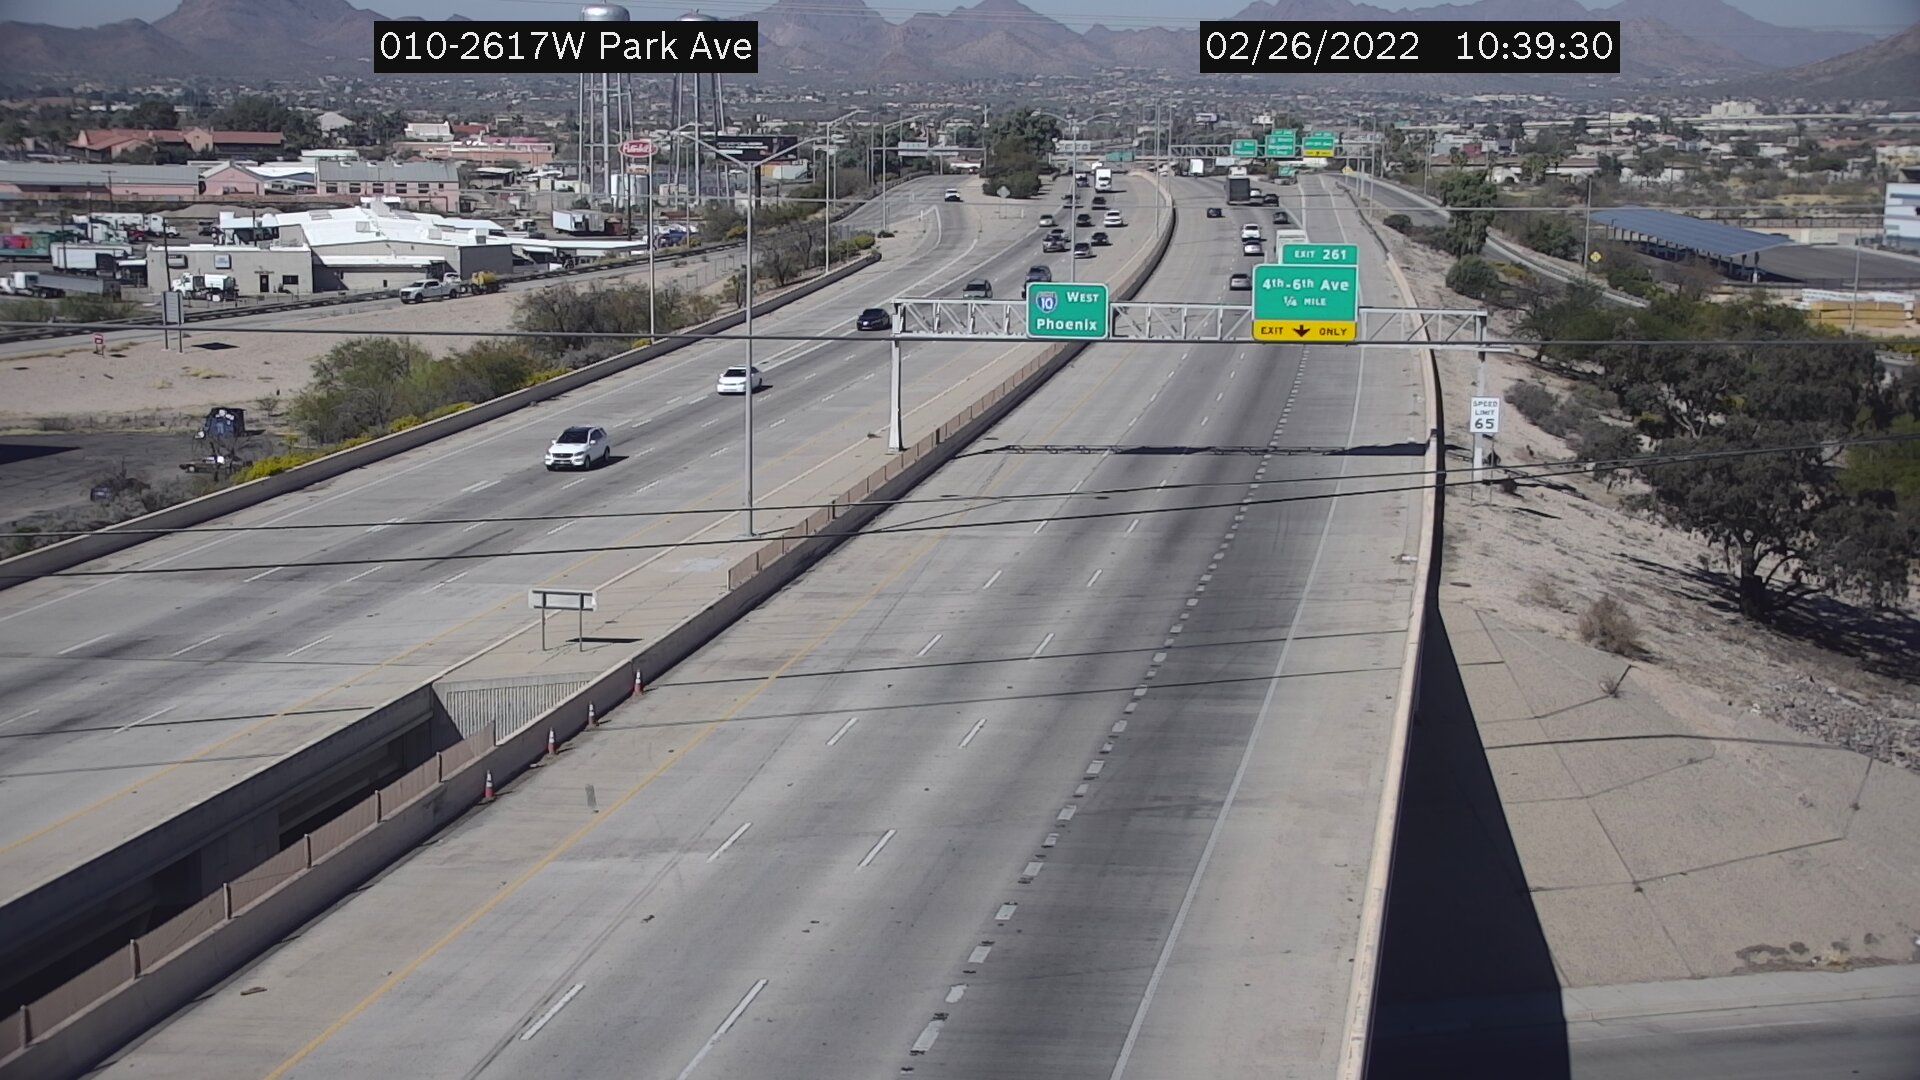 010-2617W Park Ave
02/26/2022 10:39:30
EXIT 261
4th-6th Ave
1/4 MILE
EXIT ONLY
10
WEST
Phoenix
SPEED
LIMIT
65